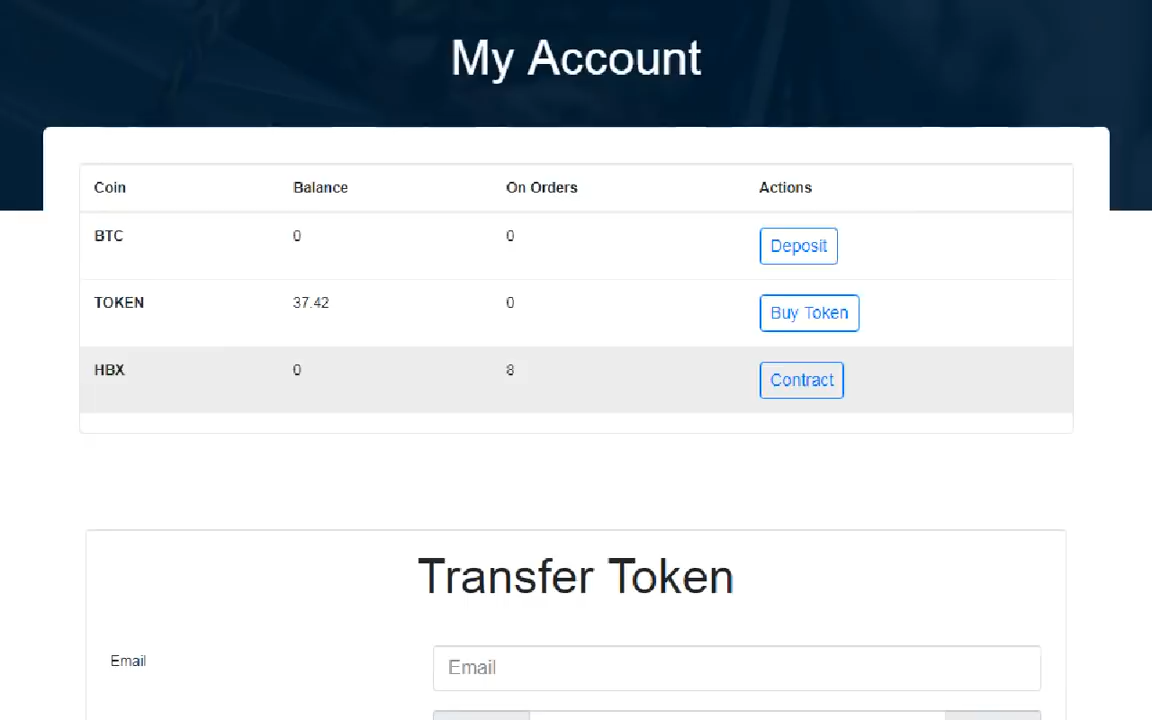 My Account
Coin Balance On Orders Actions
BTC 0 0 Deposit
TOKEN 37.42 0 Buy Token
HBX 0 8 Contract
Transfer Token
Email Email